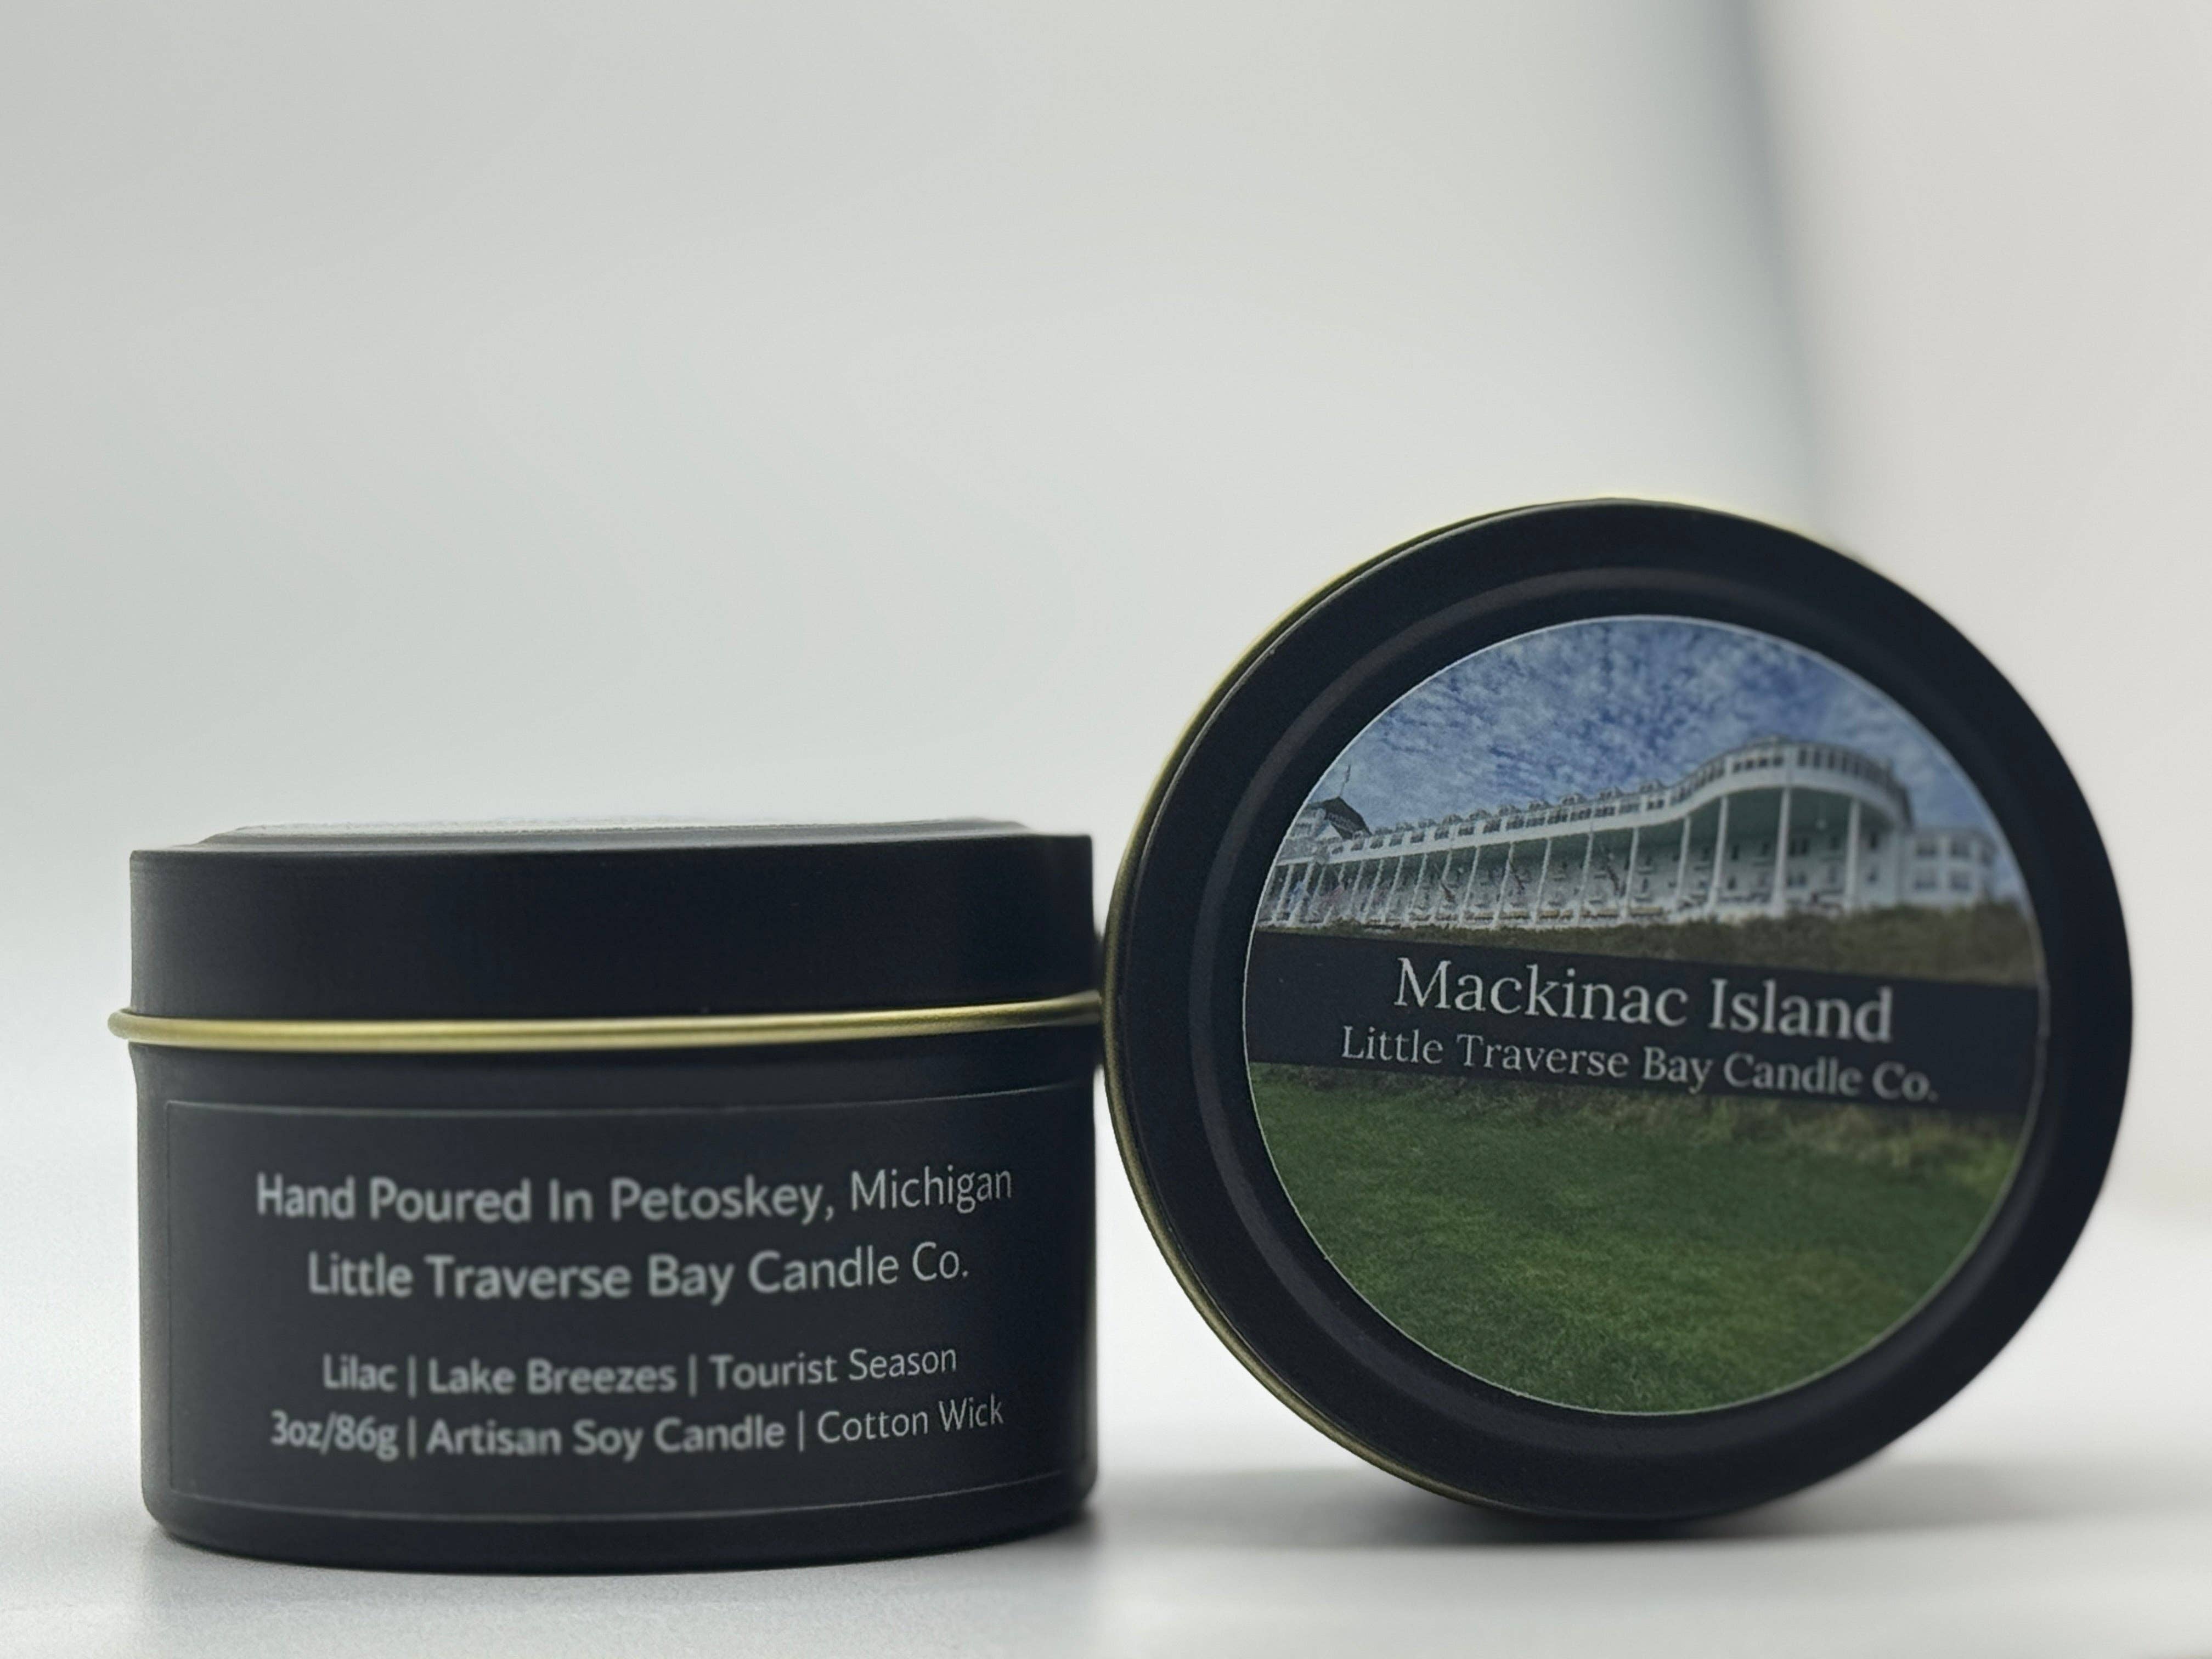 Hand Poured In Petoskey, Michigan
Little Traverse Bay Candle Co.
Lilac | Lake Breezes | Tourist Season
3oz/86g | Artisan Soy Candle | Cotton Wick
Mackinac Island
Little Traverse Bay Candle Co.